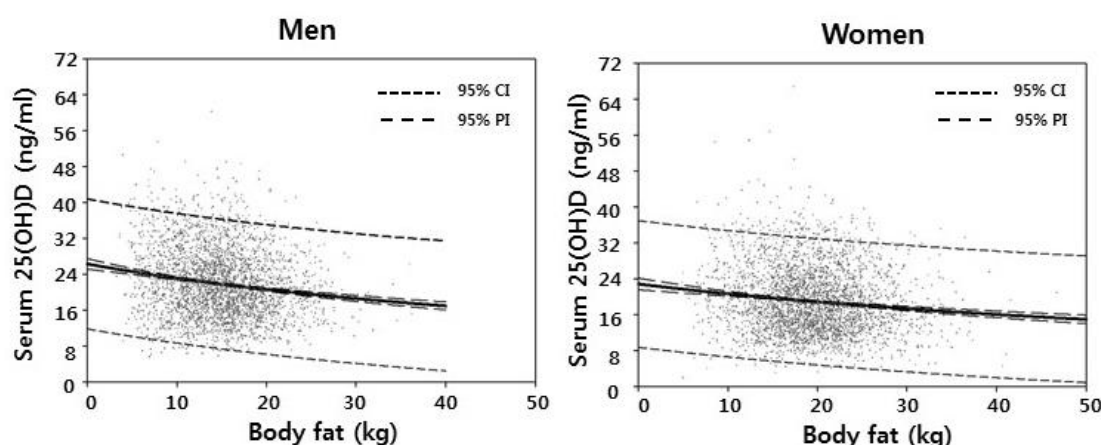 Men
Serum 25(OH)D (ng/ml)
72
64
56
48
40
32
24
16
8
0
95% CI
95% PI
0 10 20 30 40 50
Body fat (kg)
Women
Serum 25(OH)D (ng/ml)
72
64
56
48
40
32
24
16
8
0
95% CI
95% PI
0 10 20 30 40 50
Body fat (kg)